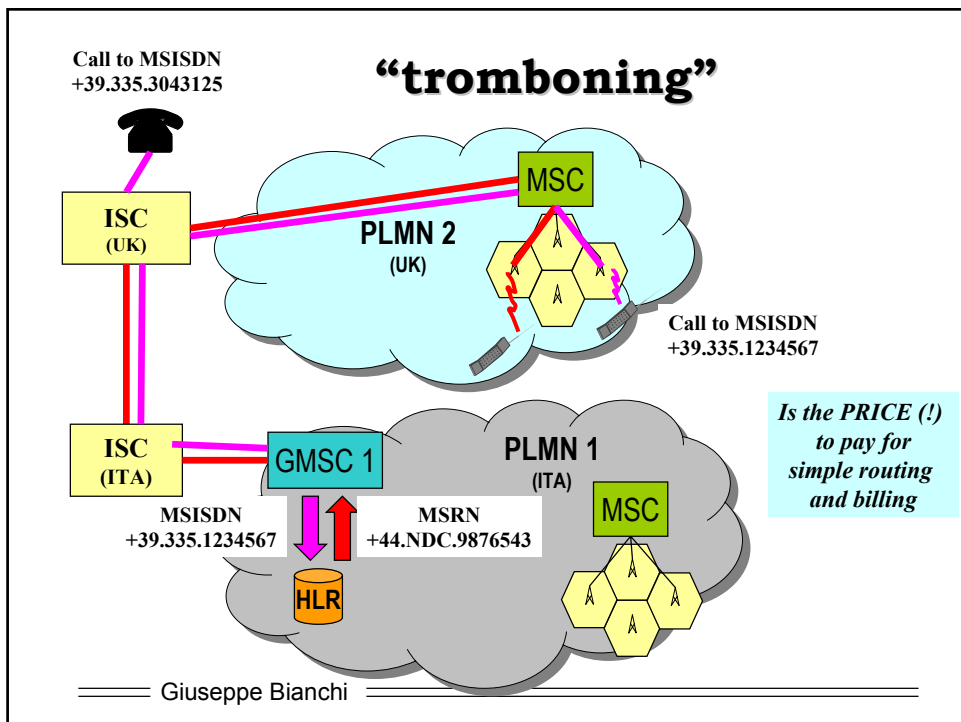 Call to MSISDN
+39.335.3043125
“tromboning”
MSC
ISC
(UK)
PLMN 2
(UK)
Call to MSISDN
+39.335.1234567
Is the PRICE (!)
to pay for
simple routing
and billing
ISC
(ITA)
GMSC 1
PLMN 1
(ITA)
MSISDN
+39.335.1234567
MSRN
+44.NDC.9876543
MSC
HLR
Giuseppe Bianchi